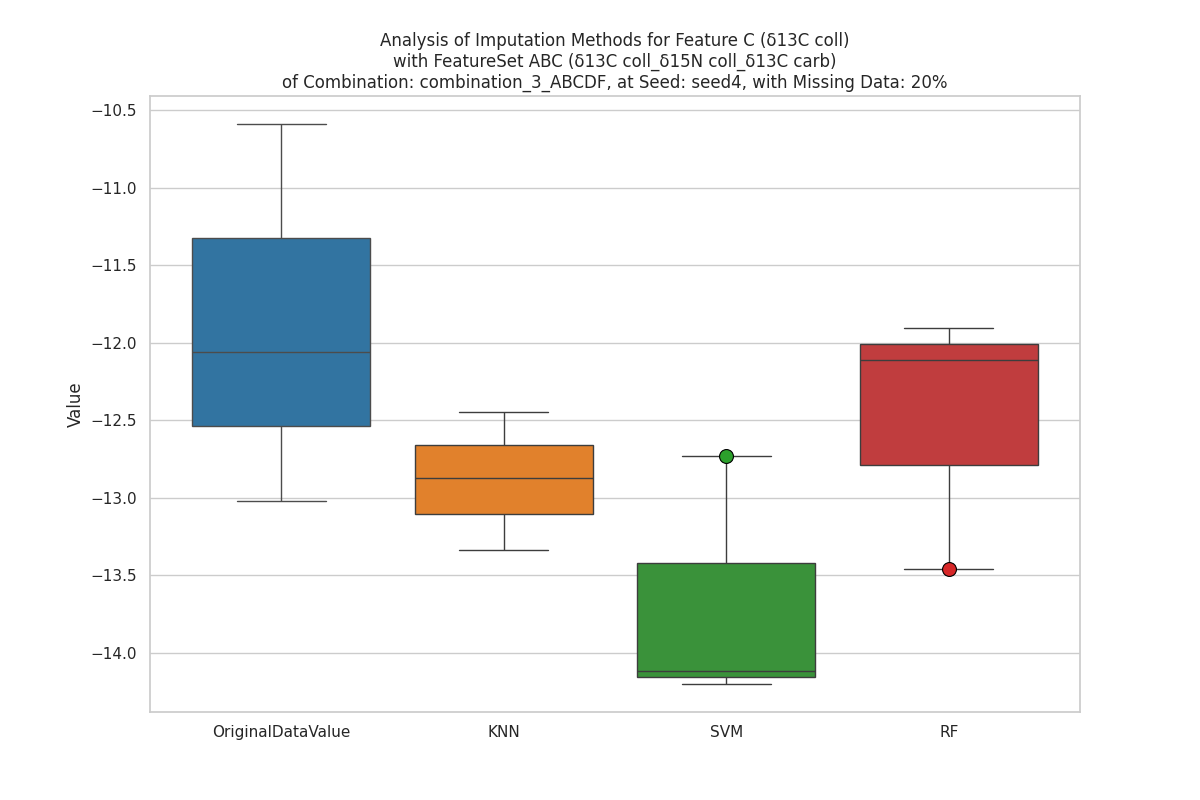 Analysis of Imputation Methods for Feature C (δ13C coll)
with FeatureSet ABC (δ13C coll_δ15N coll_δ13C carb)
of Combination: combination_3_ABCDF, at Seed: seed4, with Missing Data: 20%
Value
−10.5
−11.0
−11.5
−12.0
−12.5
−13.0
−13.5
−14.0
OriginalDataValue
KNN
SVM
RF